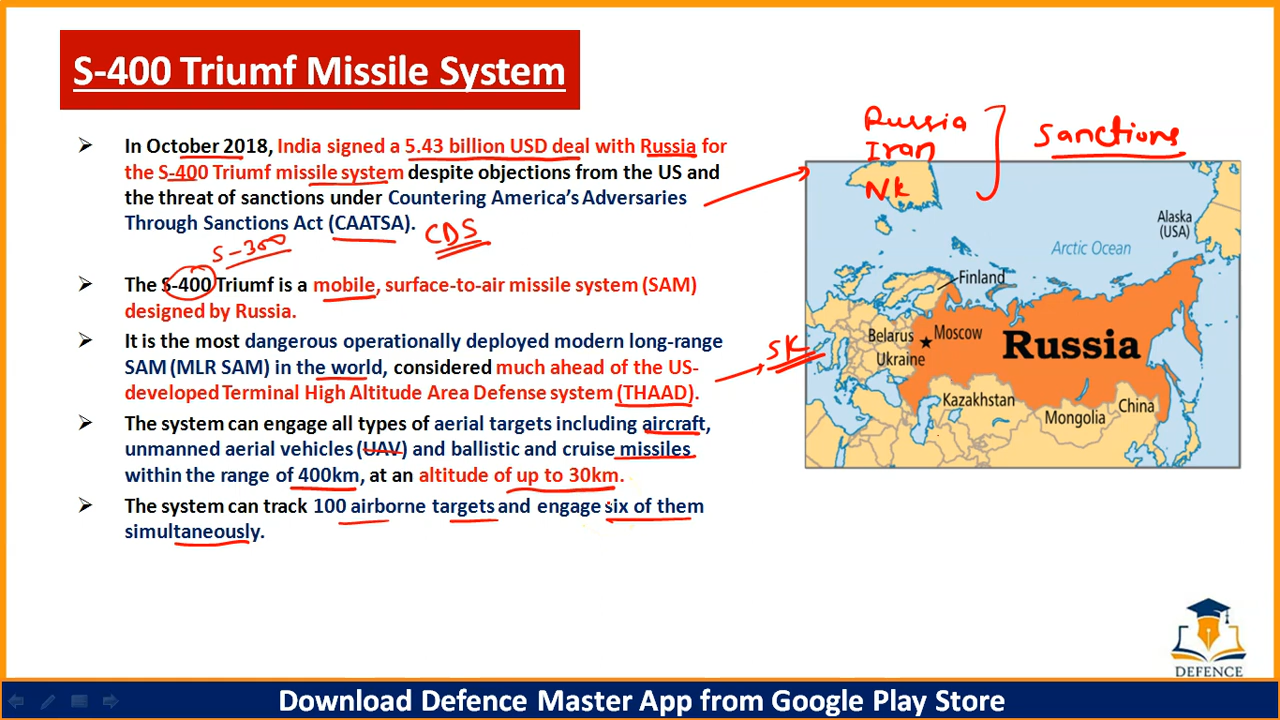 S-400 Triumf Missile System
➢ In October 2018, India signed a 5.43 billion USD deal with Russia for
the S-400 Triumf missile system despite objections from the US and
the threat of sanctions under Countering America's Adversaries
Through Sanctions Act (CAATSA).
CDS
S-300
➢ The S-400 Triumf is a mobile, surface-to-air missile system (SAM)
designed by Russia.
➢ It is the most dangerous operationally deployed modern long-range
SAM (MLR SAM) in the world, considered much ahead of the US-
developed Terminal High Altitude Area Defense system (THAAD).
➢ The system can engage all types of aerial targets including aircraft,
unmanned aerial vehicles (UAV) and ballistic and cruise missiles
within the range of 400km, at an altitude of up to 30km.
➢ The system can track 100 airborne targets and engage six of them
simultaneously.
Russia
Iran
Nk
Sanctions
SK
Alaska
(USA)
Arctic Ocean
Finland
Belarus
Moscow
Ukraine
Russia
Kazakhstan
Mongolia
China
DEFENCE
Download Defence Master App from Google Play Store